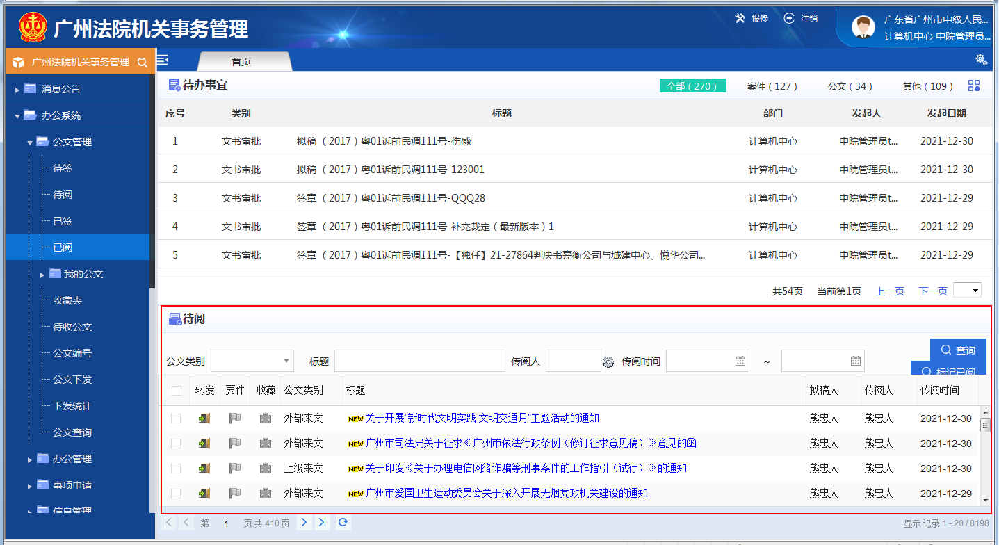 广州法院机关事务管理
报修
注销
广东省广州市中级人民...
计算机中心 中院管理员...
广州法院机关事务管理
首页
消息公告
办公系统
公文管理
待签
待阅
已签
已阅
我的公文
收藏夹
待收公文
公文编号
公文下发
下发统计
公文查询
办公管理
事项申请
信息管理
待办事宜
全部（270） 案件（127） 公文（34） 其他（109）
序号 类别 标题 部门 发起人 发起日期
1 文书审批 拟稿 （2017）粤01诉前民调111号-伤感 计算机中心 中院管理员t... 2021-12-30
2 文书审批 拟稿 （2017）粤01诉前民调111号-123001 计算机中心 中院管理员t... 2021-12-30
3 文书审批 签章 （2017）粤01诉前民调111号-QQQ28 计算机中心 中院管理员t... 2021-12-29
4 文书审批 签章 （2017）粤01诉前民调111号-补充裁定（最新版本）1 计算机中心 中院管理员t... 2021-12-29
5 文书审批 签章 （2017）粤01诉前民调111号-【独任】21-27864判决书嘉衡公司与城建中心、悦华公司... 计算机中心 中院管理员t... 2021-12-29
共54页 当前第1页 上一页 下一页
待阅
查询
公文类别 标题 传阅人 传阅时间 ~
标记已阅
转发 要件 收藏 公文类别 标题 拟稿人 传阅人 传阅时间
外部来文 NEW 关于开展“新时代文明实践 文明交通月”主题活动的通知 熊忠人 熊忠人 2021-12-30
外部来文 NEW 广州市司法局关于征求《广州市依法行政条例（修订征求意见稿）》意见的函 熊忠人 熊忠人 2021-12-30
上级来文 NEW 关于印发《关于办理电信网络诈骗等刑事案件的工作指引（试行）》的通知 熊忠人 熊忠人 2021-12-30
外部来文 NEW 广州市爱国卫生运动委员会关于深入开展无烟党政机关建设的通知 熊忠人 熊忠人 2021-12-29
第 1 页,共 410 页
显示 记录 1 - 20 / 8198